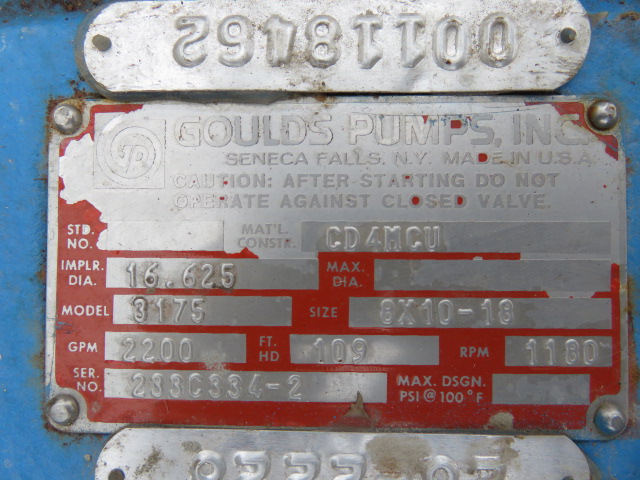 00118462
GOULDS PUMPS, INC.
SENECA FALLS, N.Y. MADE IN U.S.A.
CAUTION: AFTER STARTING DO NOT
OPERATE AGAINST CLOSED VALVE.
STD. NO. MAT'L. CONSTR. CD4MCU
IMPLR. DIA. 16.625 MAX. DIA.
MODEL 3175 SIZE 8X10-18
GPM 2200 FT. HD 109 RPM 1180
SER. NO. 283C334-2 MAX. DSGN. PSI @ 100°F